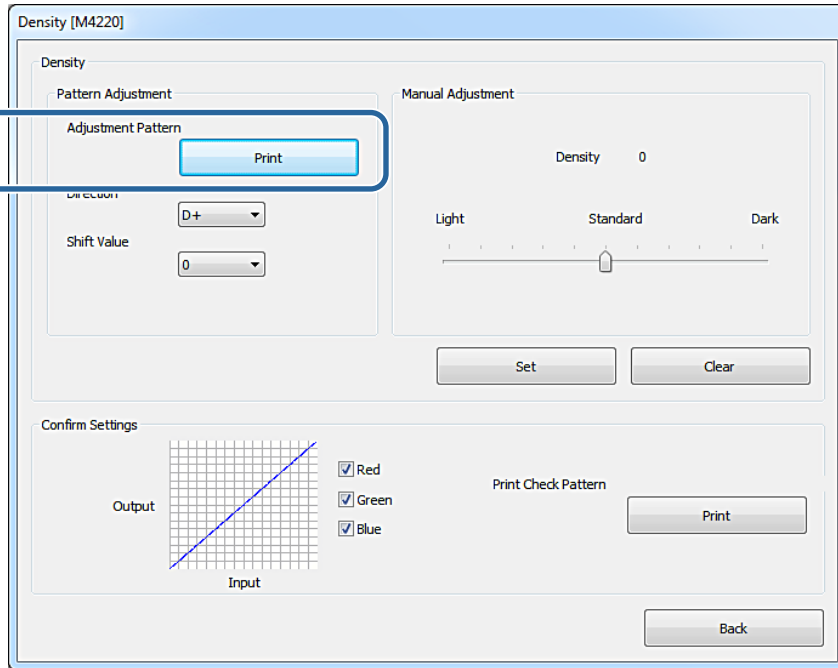 Density [M4220]
Density
Pattern Adjustment
Adjustment Pattern
Print
Direction
D+
Shift Value
0
Manual Adjustment
Density 0
Light Standard Dark
Set Clear
Confirm Settings
Output
Input
Red
Green
Blue
Print Check Pattern
Print
Back